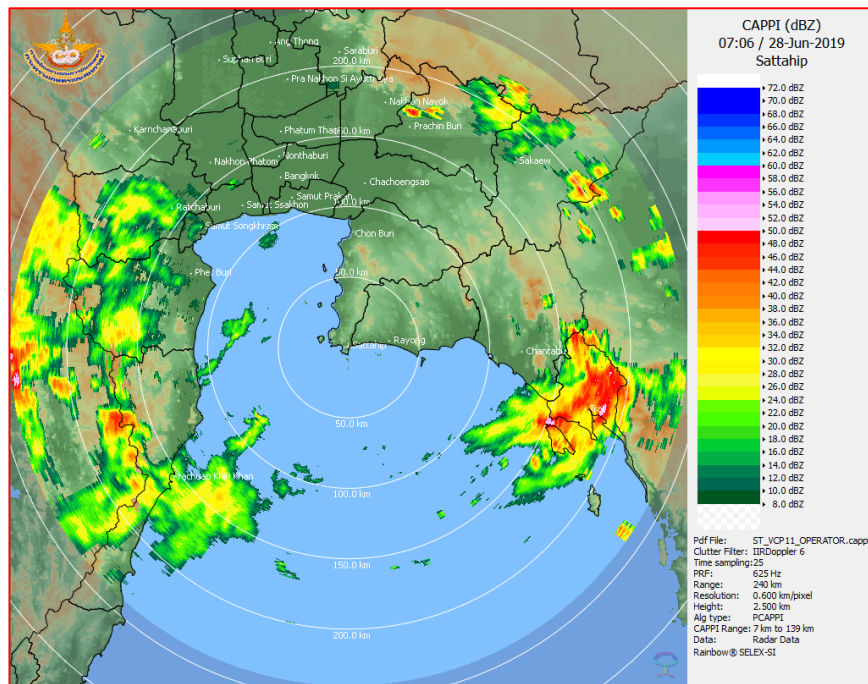 CAPPI (dBZ)
07:06 / 28-Jun-2019
Sattahip
72.0 dBZ
70.0 dBZ
68.0 dBZ
66.0 dBZ
64.0 dBZ
62.0 dBZ
60.0 dBZ
58.0 dBZ
56.0 dBZ
54.0 dBZ
52.0 dBZ
50.0 dBZ
48.0 dBZ
46.0 dBZ
44.0 dBZ
42.0 dBZ
40.0 dBZ
38.0 dBZ
36.0 dBZ
34.0 dBZ
32.0 dBZ
30.0 dBZ
28.0 dBZ
26.0 dBZ
24.0 dBZ
22.0 dBZ
20.0 dBZ
18.0 dBZ
16.0 dBZ
14.0 dBZ
12.0 dBZ
10.0 dBZ
8.0 dBZ
Pdf File: ST_VCP11_OPERATOR.capp
Clutter Filter: IIRDoppler 6
Time sampling:25
PRF: 625 Hz
Range: 240 km
Resolution: 0.600 km/pixel
Height: 2.500 km
Alg type: PCAPPI
CAPPI Range: 7 km to 139 km
Data: Radar Data
Rainbow® SELEX-SI
Ang Thong
Saraburi
Suphan Buri
200.0 km
Pra Nakhon Si Ayuttaya
Nakhon Nayok
Karnchanaburi
Prachin Buri
Nonthaburi
Nakhon Phatom
Sakaew
Bangkok
Chachoengsao
Samut Prakan
Ratchaburi
Samut Ssakhon
Samut Songkhram
Chon Buri
Phet Buri
Sattahip
Rayong
50.0 km
100.0 km
150.0 km
200.0 km